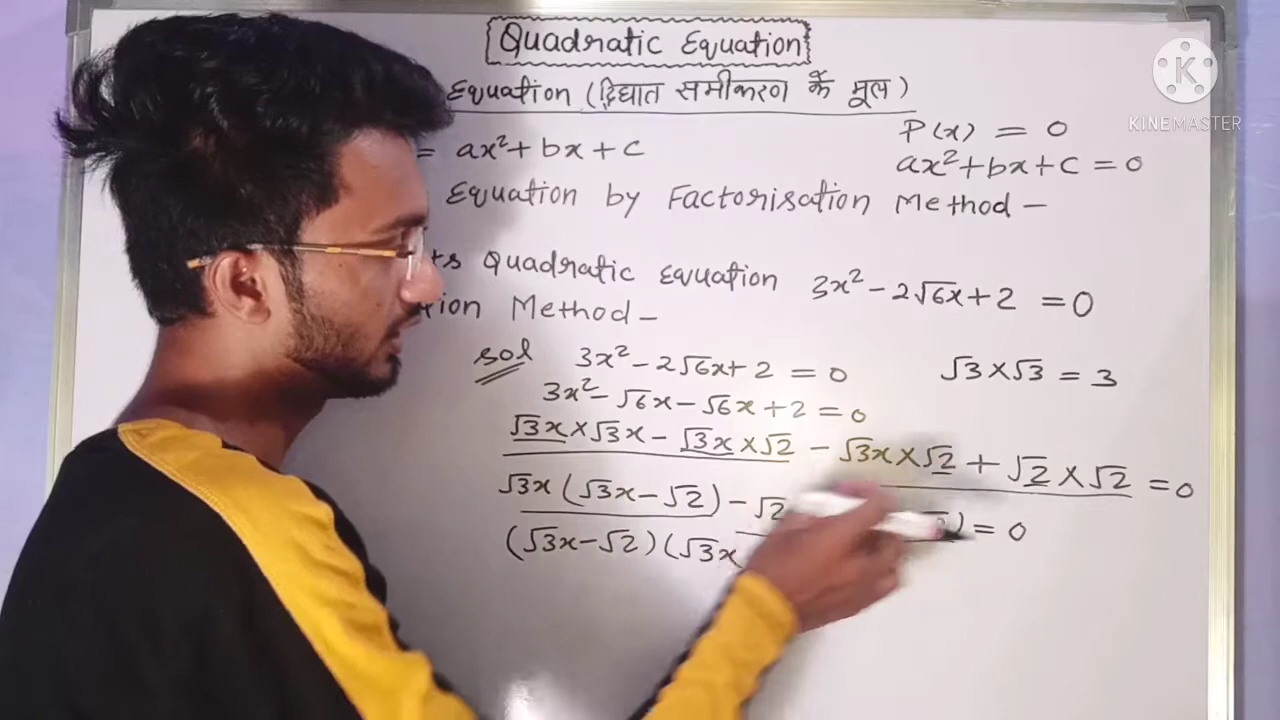 Quadratic Equation
Equation (द्विघात समीकरण के मूल)
= ax²+bx+c
P(x) = 0
ax²+bx+c = 0
Equation by Factorisation Method -
Quadratic equation 3x²-2√6x+2 =0
Method-
sol 3x²-2√6x+2 = 0
√3×√3 = 3
3x²-√6x-√6x+2=0
√3x×√3x-√3x×√2 -√3x×√2+√2×√2=0
√3x(√3x-√2)-√2 )=0
(√3x-√2)(√3x
KINEMASTER